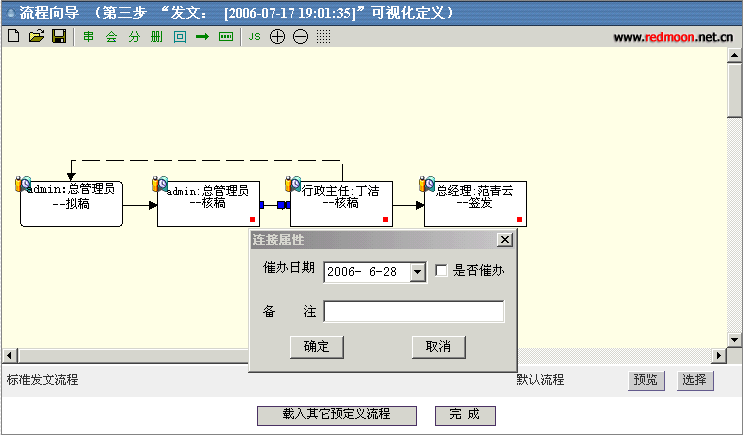 流程向导 （第三步 “发文： [2006-07-17 19:01:35]”可视化定义）
串 会 分 册 回 JS www.redmoon.net.cn
admin:总管理员
--拟稿
admin:总管理员
--核稿
行政主任:丁洁
--核稿
总经理:范青云
--签发
连接属性
催办日期 2006- 6-28 是否催办
备 注
确定 取消
标准发文流程 默认流程 预览 选择
载入其它预定义流程 完 成